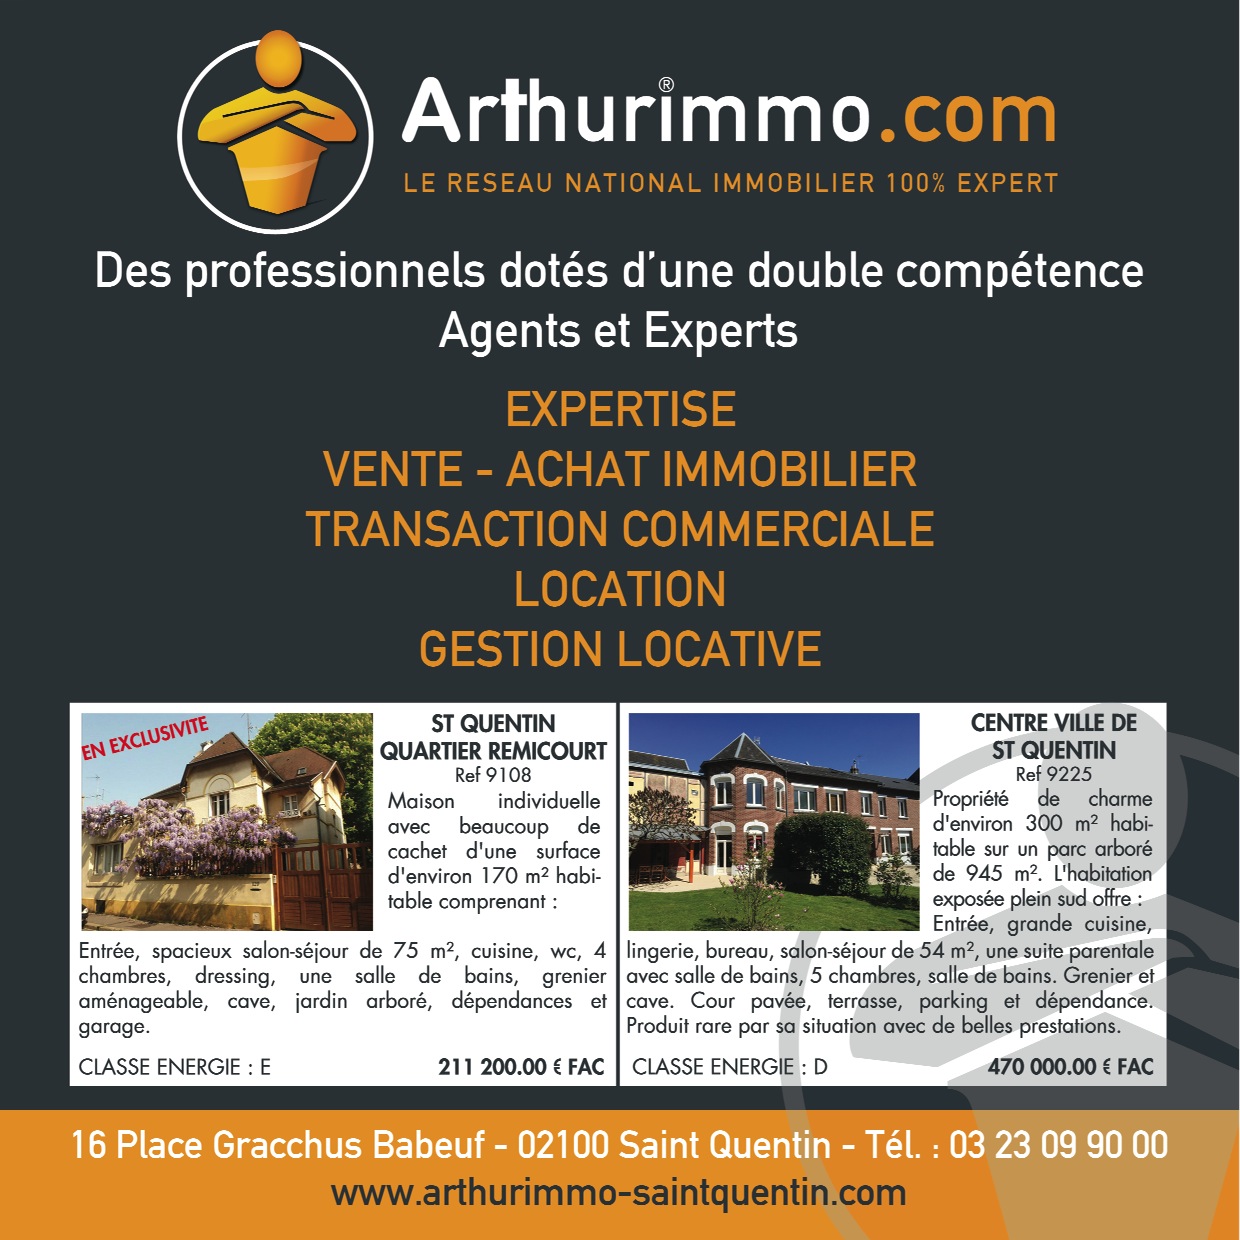 Arthurimmo.com
®
LE RESEAU NATIONAL IMMOBILIER 100% EXPERT
Des professionnels dotés d'une double compétence
Agents et Experts
EXPERTISE
VENTE - ACHAT IMMOBILIER
TRANSACTION COMMERCIALE
LOCATION
GESTION LOCATIVE
EN EXCLUSIVITE
ST QUENTIN
QUARTIER REMICOURT
Ref 9108
Maison individuelle
avec beaucoup de
cachet d'une surface
d'environ 170 m² habi-
table comprenant :
Entrée, spacieux salon-séjour de 75 m², cuisine, wc, 4
chambres, dressing, une salle de bains, grenier
aménageable, cave, jardin arboré, dépendances et
garage.
CLASSE ENERGIE : E 211 200.00 € FAC
CENTRE VILLE DE
ST QUENTIN
Ref 9225
Propriété de charme
d'environ 300 m² habi-
table sur un parc arboré
de 945 m². L'habitation
exposée plein sud offre :
Entrée, grande cuisine,
lingerie, bureau, salon-séjour de 54 m², une suite parentale
avec salle de bains, 5 chambres, salle de bains. Grenier et
cave. Cour pavée, terrasse, parking et dépendance.
Produit rare par sa situation avec de belles prestations.
CLASSE ENERGIE : D 470 000.00 € FAC
16 Place Gracchus Babeuf - 02100 Saint Quentin - Tél. : 03 23 09 90 00
www.arthurimmo-saintquentin.com